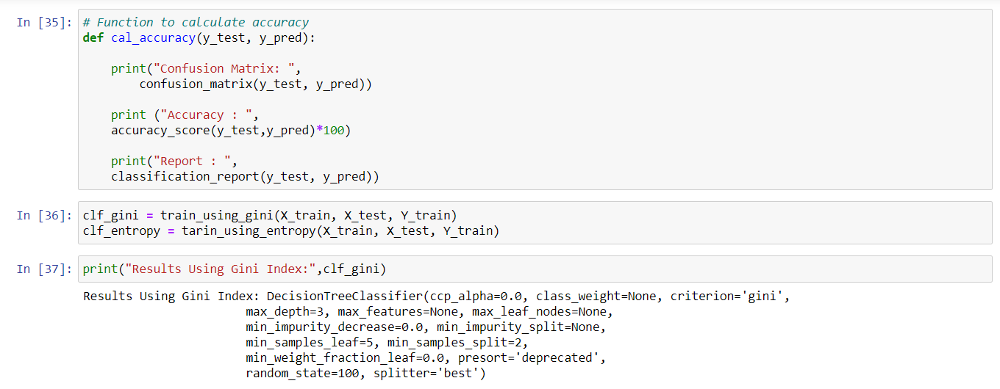 In [35]: # Function to calculate accuracy
def cal_accuracy(y_test, y_pred):
print("Confusion Matrix: ",
confusion_matrix(y_test, y_pred))
print ("Accuracy : ",
accuracy_score(y_test,y_pred)*100)
print("Report : ",
classification_report(y_test, y_pred))
In [36]: clf_gini = train_using_gini(X_train, X_test, Y_train)
clf_entropy = tarin_using_entropy(X_train, X_test, Y_train)
In [37]: print("Results Using Gini Index:",clf_gini)
Results Using Gini Index: DecisionTreeClassifier(ccp_alpha=0.0, class_weight=None, criterion='gini',
max_depth=3, max_features=None, max_leaf_nodes=None,
min_impurity_decrease=0.0, min_impurity_split=None,
min_samples_leaf=5, min_samples_split=2,
min_weight_fraction_leaf=0.0, presort='deprecated',
random_state=100, splitter='best')